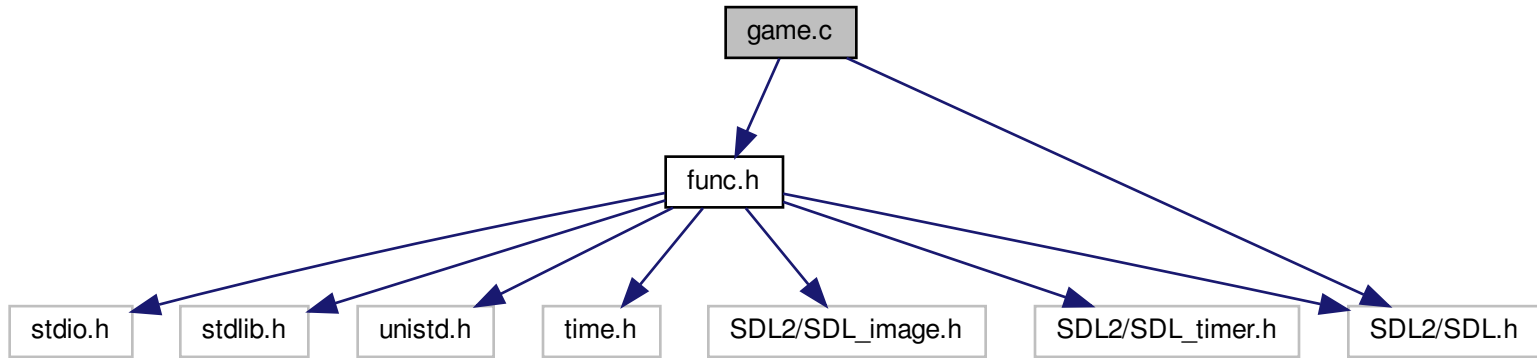 game.c
func.h
stdio.h
stdlib.h
unistd.h
time.h
SDL2/SDL_image.h
SDL2/SDL_timer.h
SDL2/SDL.h